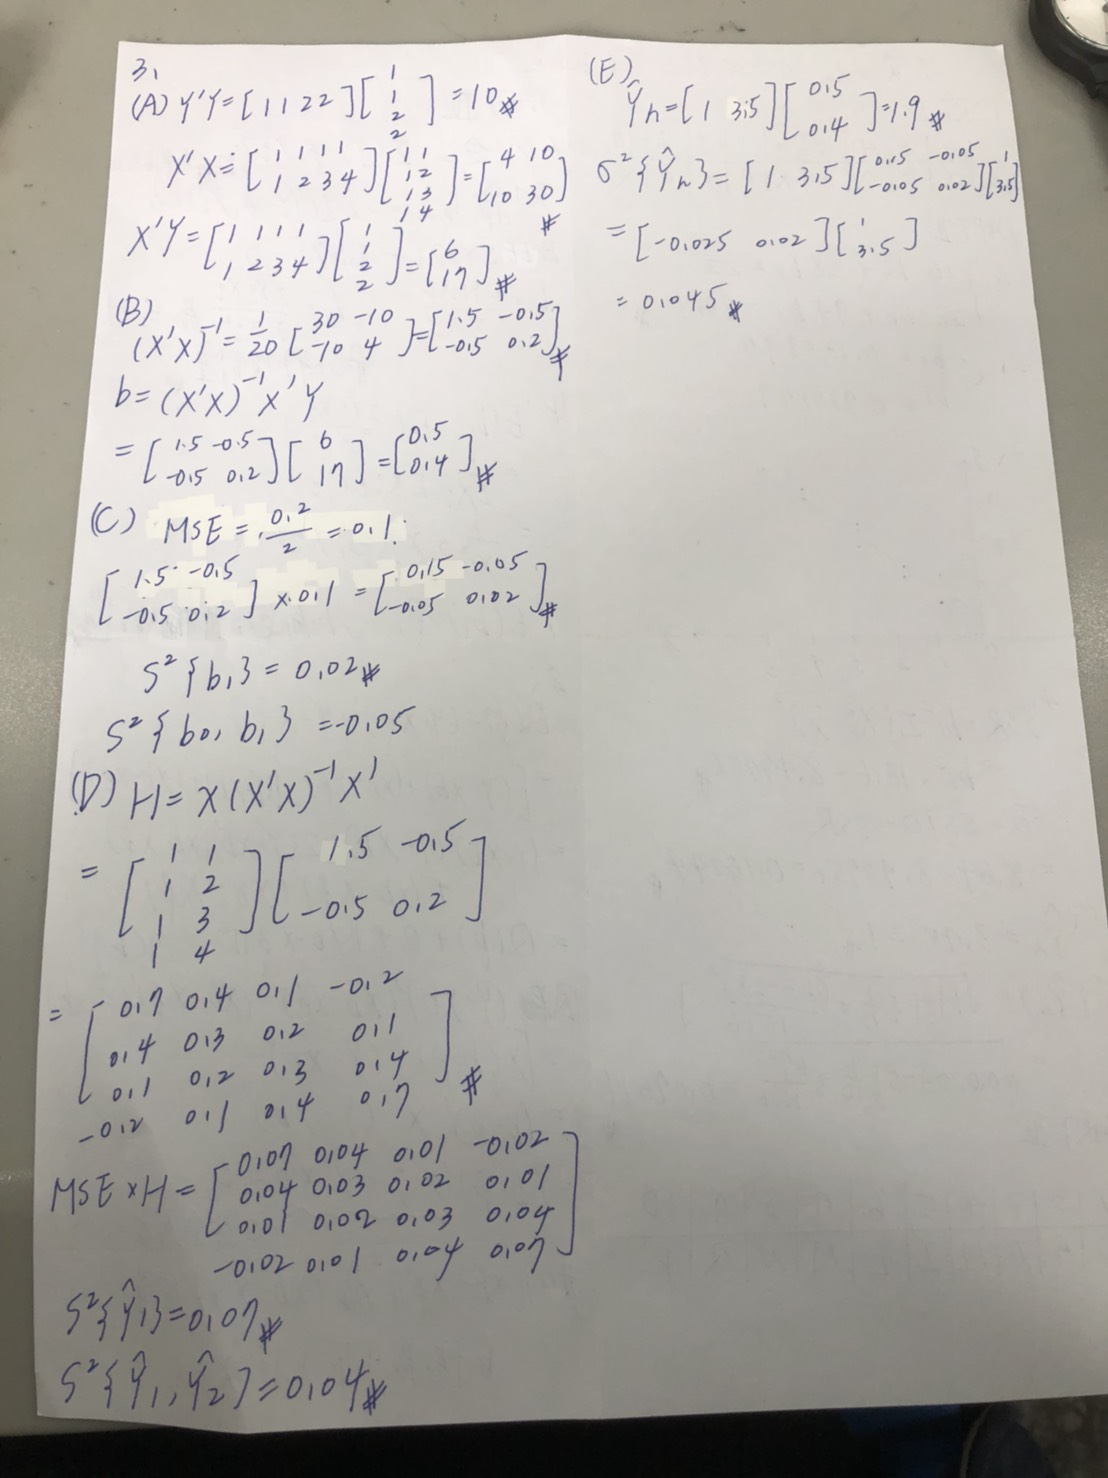 3.
(A) Y'Y = [1 1 2 2] [1 1 2 2] = 10 #
X'X = [1 1 1 1
1 2 3 4] [1 1
1 2
1 3
1 4] = [4 10
10 30] #
X'Y = [1 1 1 1
1 2 3 4] [1
1
2
2] = [6
17] #
(B)
(X'X)⁻¹ = 1/20 [30 -10
-10 4] = [1.5 -0.5
-0.5 0.2] #
b = (X'X)⁻¹X'Y
= [1.5 -0.5
-0.5 0.2] [6
17] = [0.5
0.4] #
(C) MSE = 0.2/2 = 0.1
[1.5 -0.5
-0.5 0.2] × 0.1 = [0.15 -0.05
-0.05 0.02] #
S² {b1} = 0.02 #
S² {b0, b1} = -0.05
(D) H = X(X'X)⁻¹X'
= [1 1
1 2
1 3
1 4] [1.5 -0.5
-0.5 0.2]
= [0.7 0.4 0.1 -0.2
0.4 0.3 0.2 0.1
0.1 0.2 0.3 0.4
-0.2 0.1 0.4 0.7] #
MSE × H = [0.07 0.04 0.01 -0.02
0.04 0.03 0.02 0.01
0.01 0.02 0.03 0.04
-0.02 0.01 0.04 0.07]
S²{Ŷ1} = 0.07 #
S²{Ŷ1, Ŷ2} = 0.04 #
(E)
Ŷh = [1 3.5] [0.5
0.4] = 1.9 #
σ²{Ŷh} = [1 3.5] [0.15 -0.05
-0.05 0.02] [1
3.5]
= [-0.025 0.02] [1
3.5]
= 0.045 #